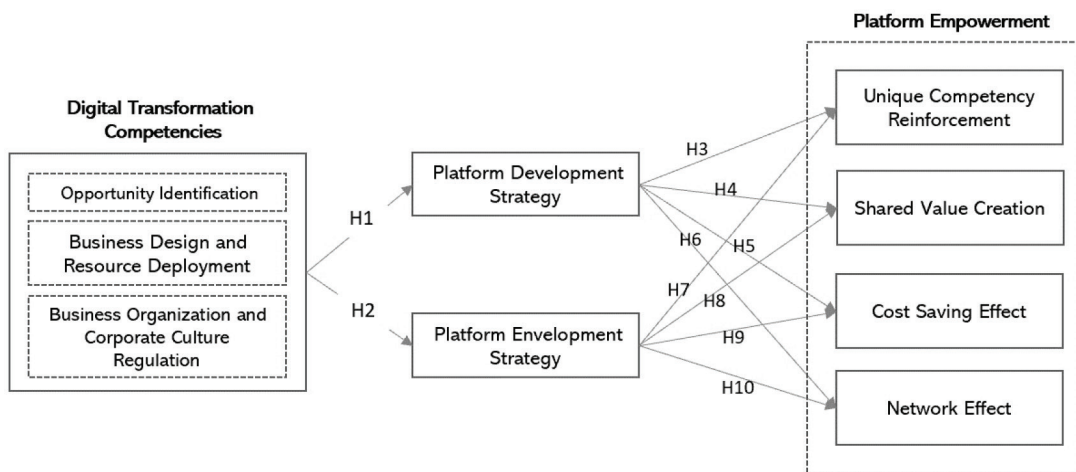 Platform Empowerment
Digital Transformation
Competencies
Opportunity Identification
Business Design and
Resource Deployment
Business Organization and
Corporate Culture
Regulation
H1
H2
Platform Development
Strategy
Platform Envelopment
Strategy
H3
H4
H6
H5
H7
H8
H9
H10
Unique Competency
Reinforcement
Shared Value Creation
Cost Saving Effect
Network Effect